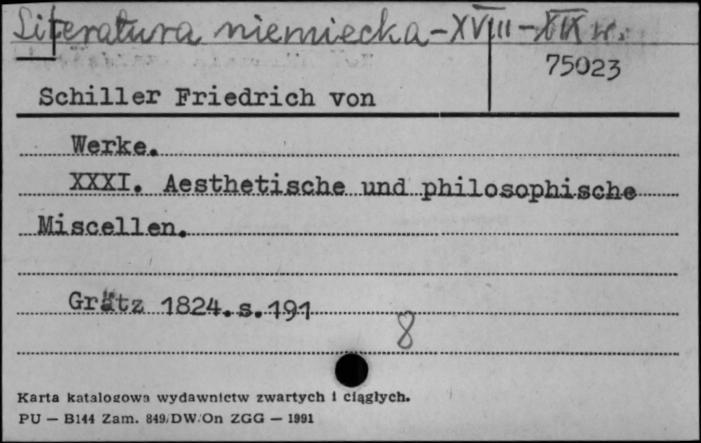 Literatura niemiecka - XVIII - XIX w.
75023
Schiller Friedrich von
Werke.
XXXI. Aesthetische und philosophische
Miscellen.
Grätz 1824.s.191
8
Karta katalogowa wydawnictw zwartych i ciągłych.
PU — B144 Zam. 849/DW/On ZGG — 1991